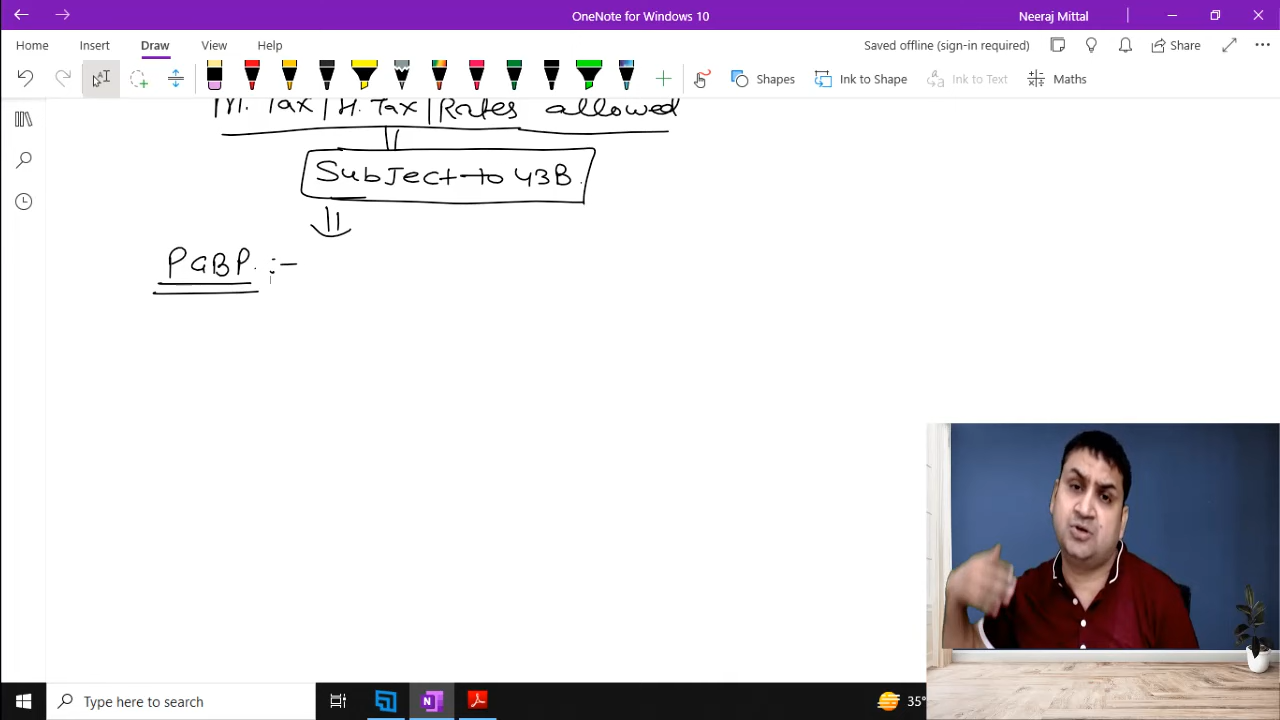 OneNote for Windows 10
Neeraj Mittal
Home Insert Draw View Help
Saved offline (sign-in required) Share
Shapes Ink to Shape Ink to Text Maths
M. Tax | H. Tax | Rates allowed
Subject to 43B.
PGBP. :-
Type here to search
N
35°